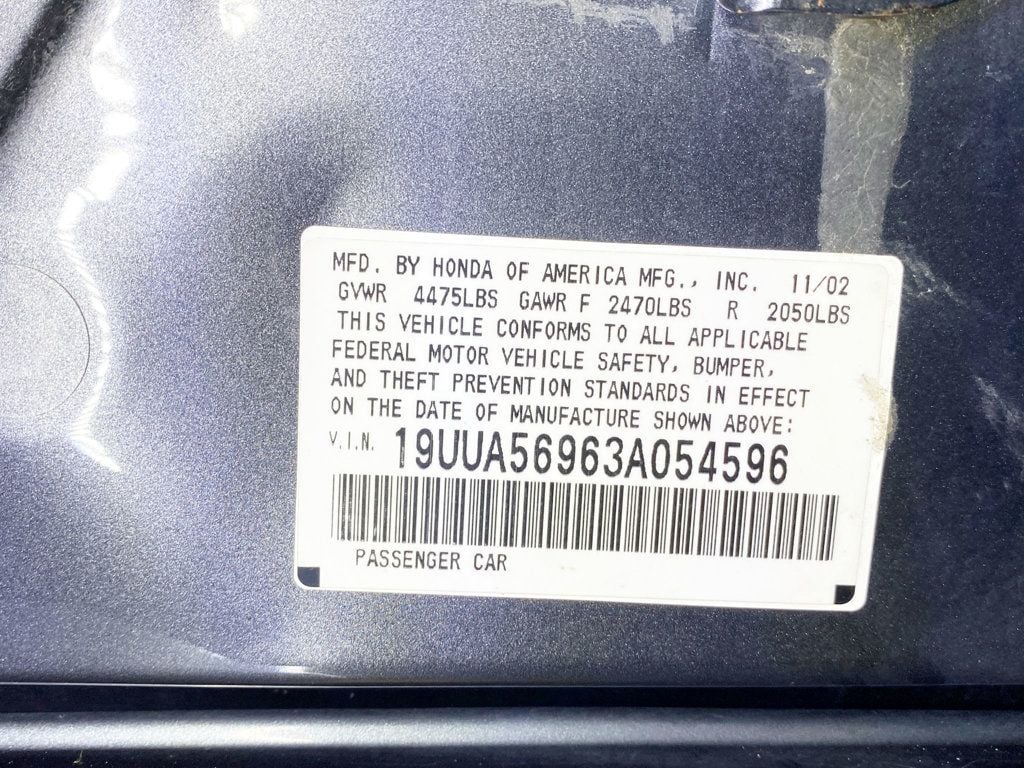 MFD. BY HONDA OF AMERICA MFG., INC. 11/02
GVWR 4475LBS GAWR F 2470LBS R 2050LBS
THIS VEHICLE CONFORMS TO ALL APPLICABLE
FEDERAL MOTOR VEHICLE SAFETY, BUMPER,
AND THEFT PREVENTION STANDARDS IN EFFECT
ON THE DATE OF MANUFACTURE SHOWN ABOVE:
V.I.N. 19UUA56963A054596
PASSENGER CAR